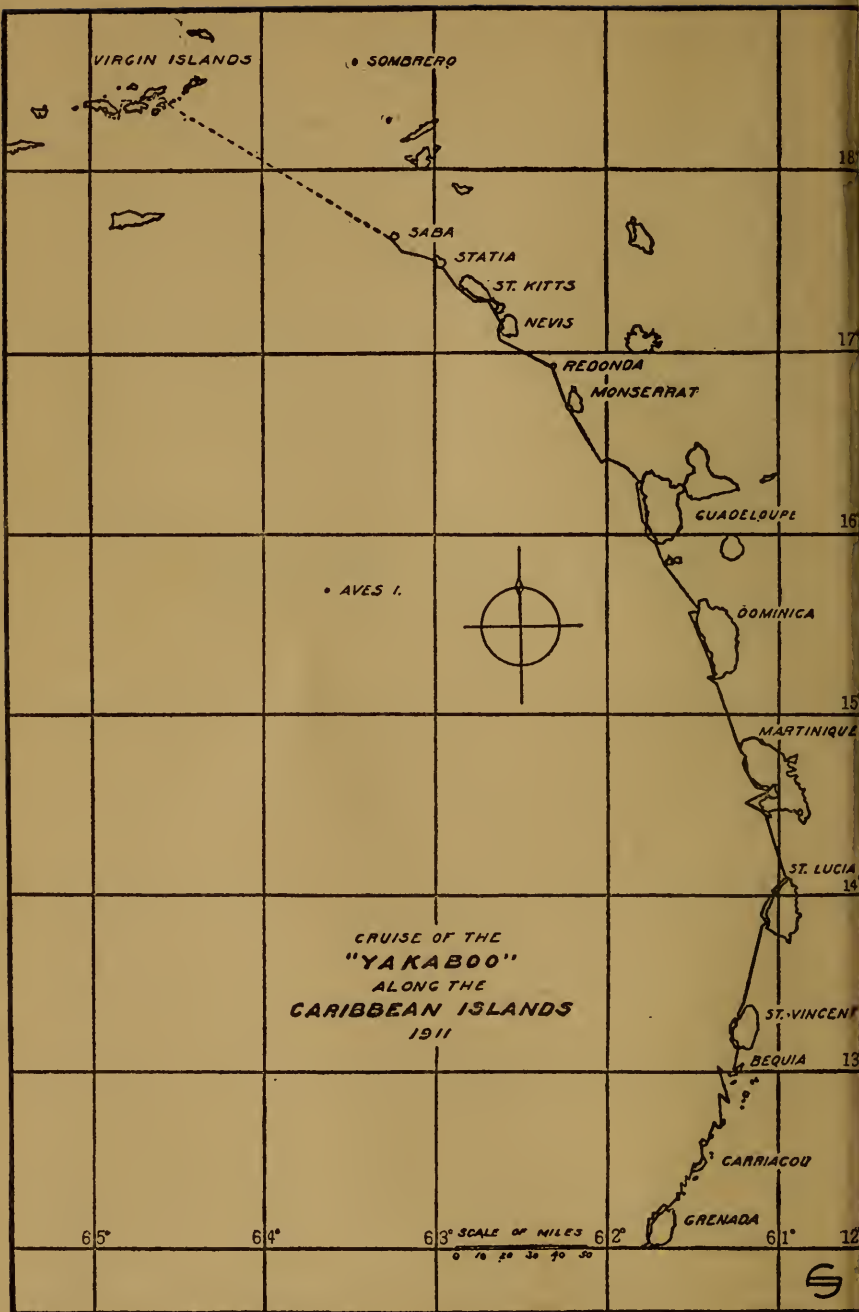 VIRGIN ISLANDS
SOMBRERO
18°
SABA
STATIA
ST. KITTS
NEVIS
17°
REDONDA
MONSERRAT
GUADELOUPE
16°
AVES I.
DOMINICA
15°
MARTINIQUE
ST. LUCIA
14°
CRUISE OF THE
"YAKABOO"
ALONG THE
CARIBBEAN ISLANDS
1911
ST. VINCENT
BEQUIA
13°
CARRIACOU
GRENADA
65° 64° 63° 62° 61° 12°
SCALE OF MILES
0 10 20 30 40 50